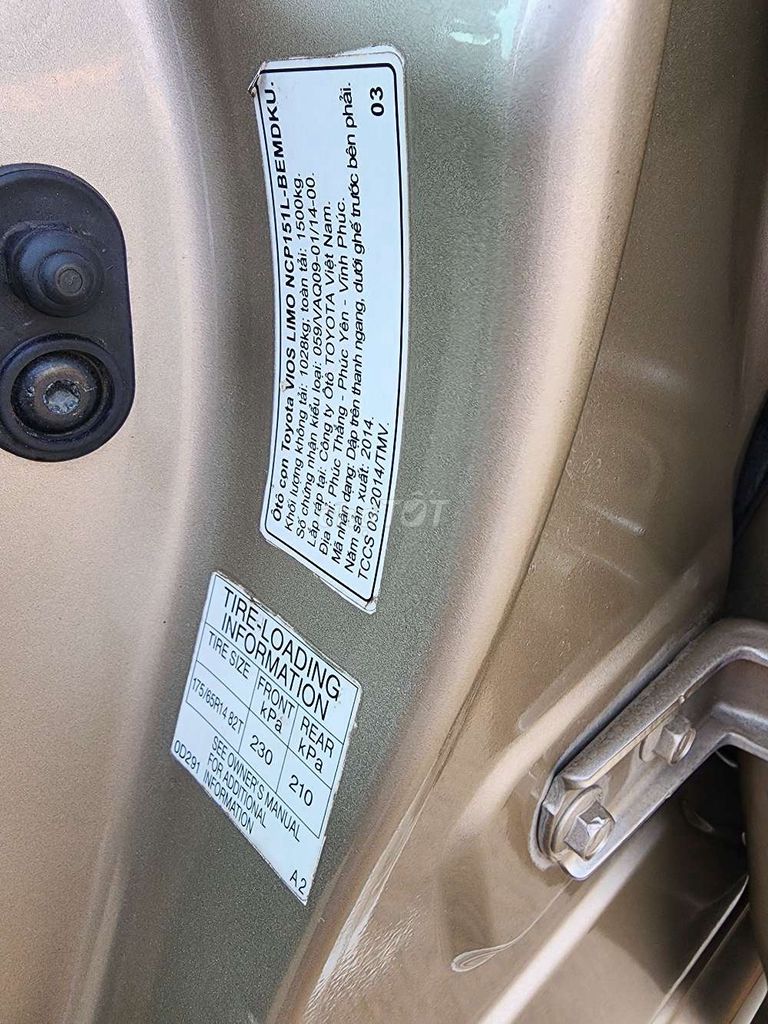 Ôtô con Toyota VIOS LIMO NCP151L-BEMDKU.
Khối lượng không tải: 1028kg; toàn tải: 1500kg.
Số chứng nhận kiểu loại: 059/VAQ09-01/14-00.
Lắp ráp tại: Công ty Ôtô TOYOTA Việt Nam.
Địa chỉ: Phúc Thắng - Phúc Yên - Vĩnh Phúc.
Mã nhận dạng: Dập trên thanh ngang, dưới ghế trước bên phải.
Năm sản xuất: 2014.
TCCS 03:2014/TMV.
03
TIRE-LOADING
INFORMATION
TIRE SIZE
FRONT
kPa
REAR
kPa
175/65R14 82T
230
210
SEE OWNER'S MANUAL
FOR ADDITIONAL
INFORMATION
0D291
A2